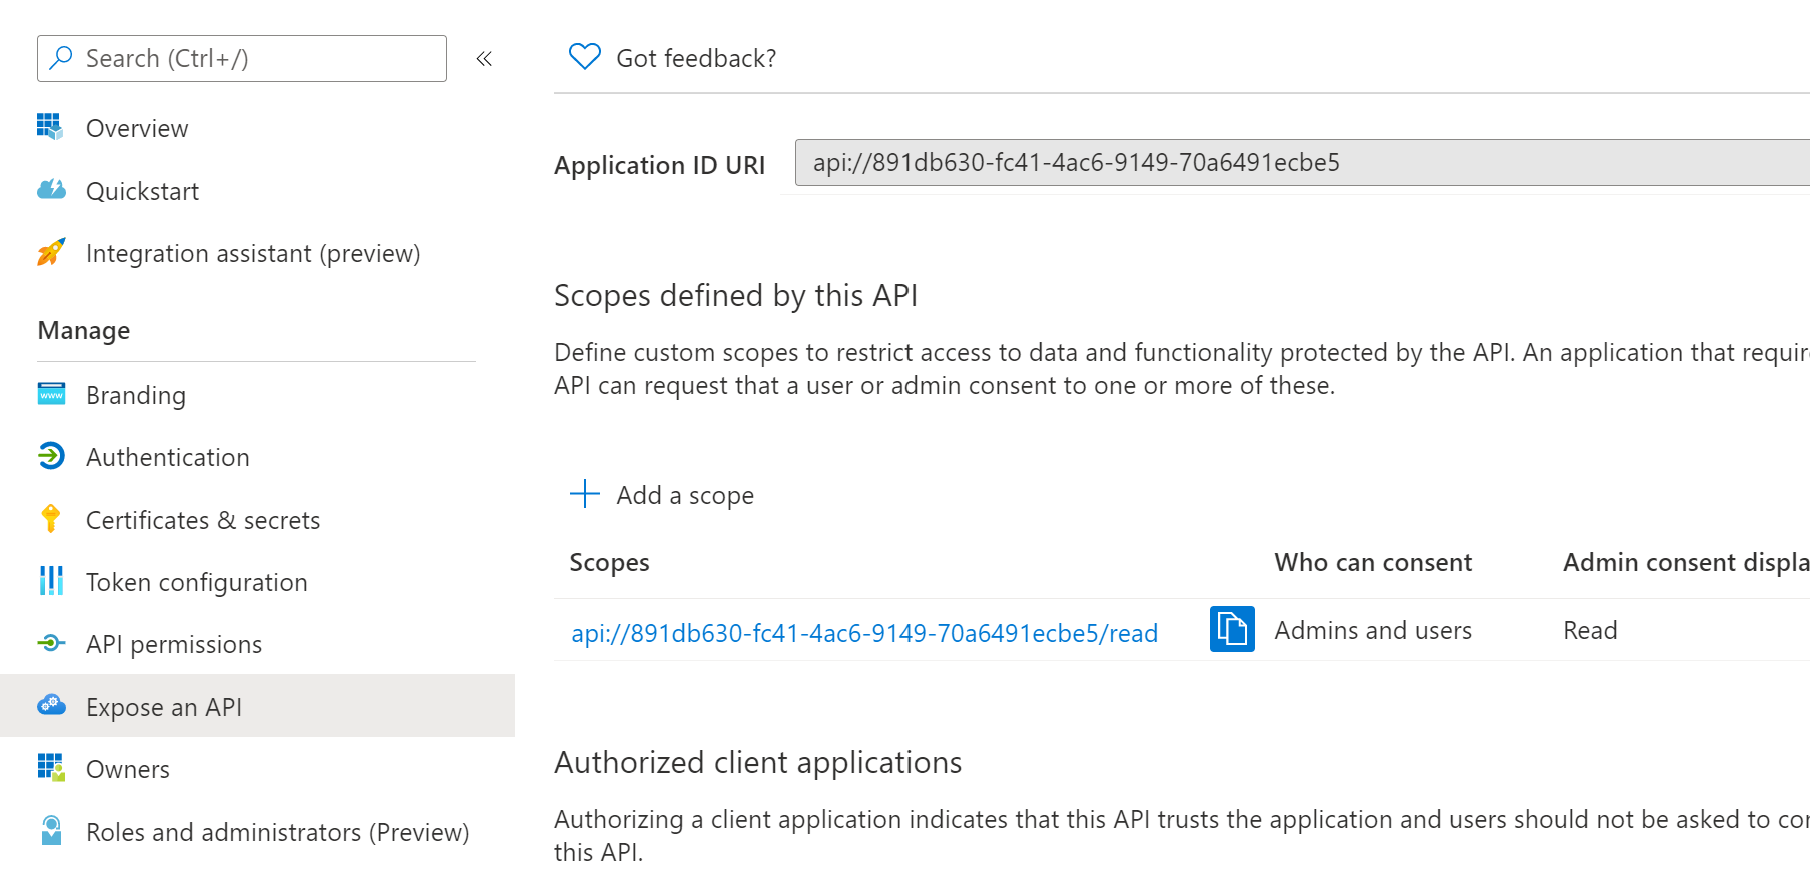 Search (Ctrl+/)
«
Overview
Quickstart
Integration assistant (preview)
Manage
www
Branding
Authentication
Certificates & secrets
Token configuration
API permissions
Expose an API
Owners
Roles and administrators (Preview)
Got feedback?
Application ID URI
api://891db630-fc41-4ac6-9149-70a6491ecbe5
Scopes defined by this API
Define custom scopes to restrict access to data and functionality protected by the API. An application that requir
API can request that a user or admin consent to one or more of these.
Add a scope
Scopes Who can consent Admin consent displa
api://891db630-fc41-4ac6-9149-70a6491ecbe5/read Admins and users Read
Authorized client applications
Authorizing a client application indicates that this API trusts the application and users should not be asked to co
this API.